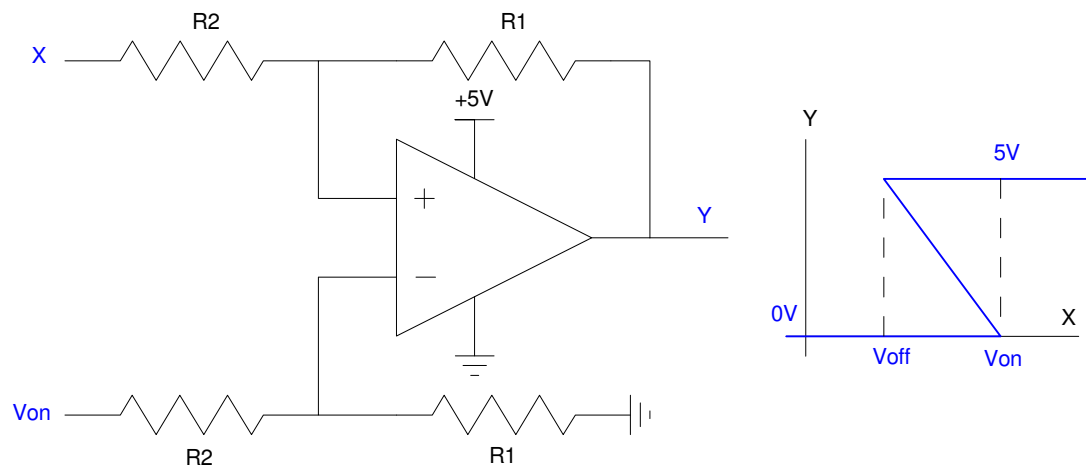 R2
R1
X
+5V
+
Y
−
Von
R2
R1
Y
5V
0V
X
Voff
Von